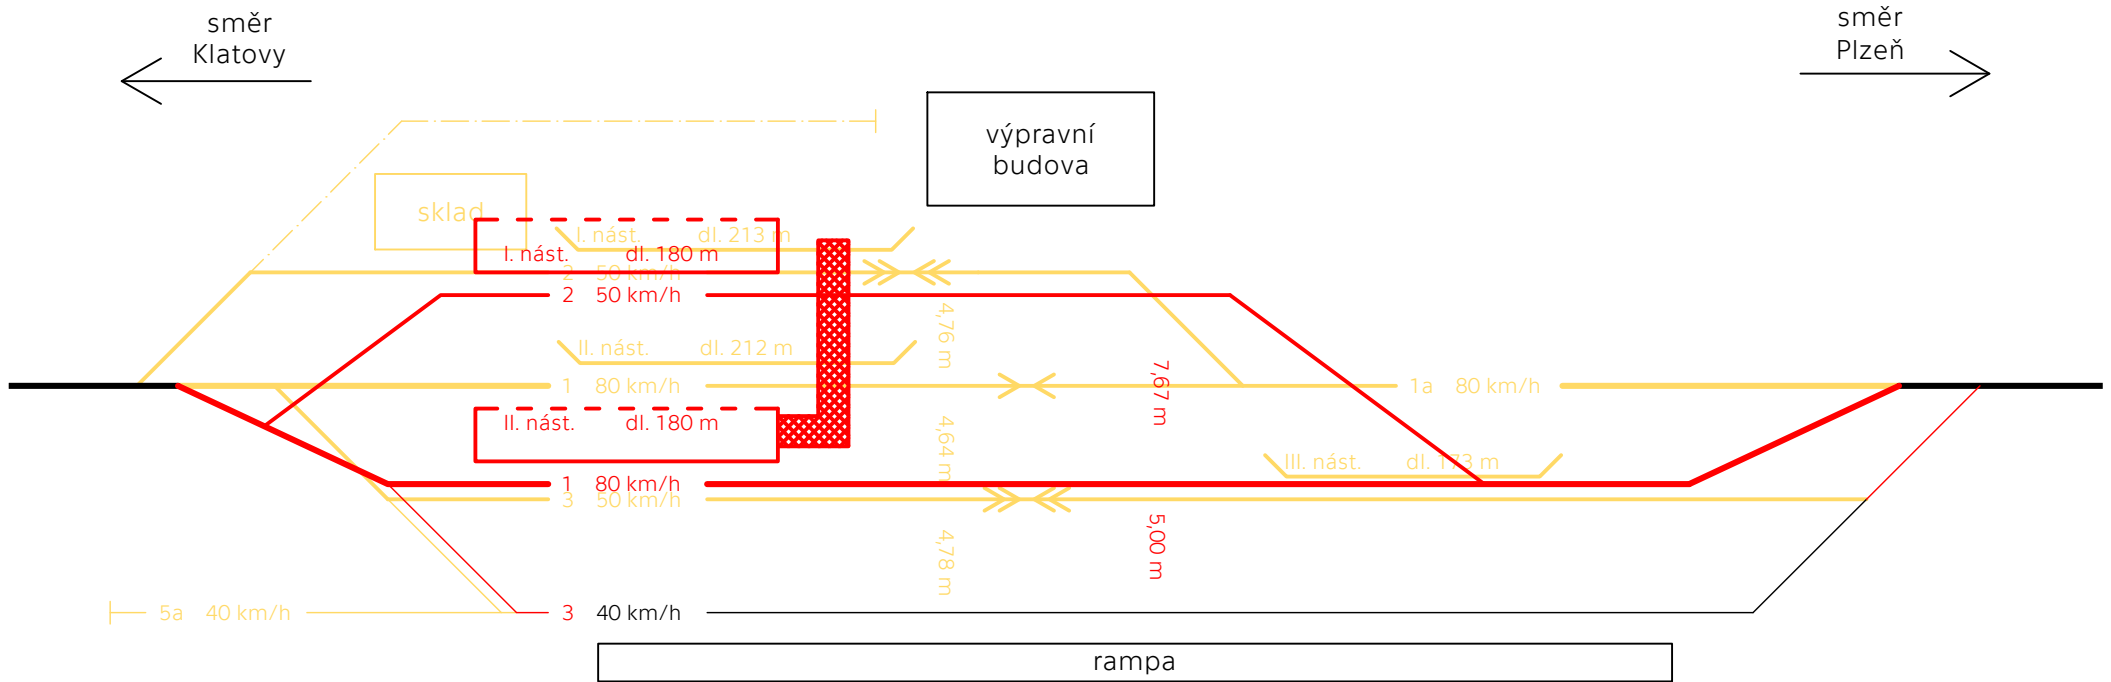 směr
Klatovy
směr
Plzeň
výpravní
budova
sklad
I. nást. dl. 213 m
I. nást. dl. 180 m
2 50 km/h
2 50 km/h
4,76 m
II. nást. dl. 212 m
7,67 m
1 80 km/h
1a 80 km/h
II. nást. dl. 180 m
4,64 m
III. nást. dl. 173 m
1 80 km/h
3 50 km/h
5,00 m
4,78 m
5a 40 km/h
3 40 km/h
rampa